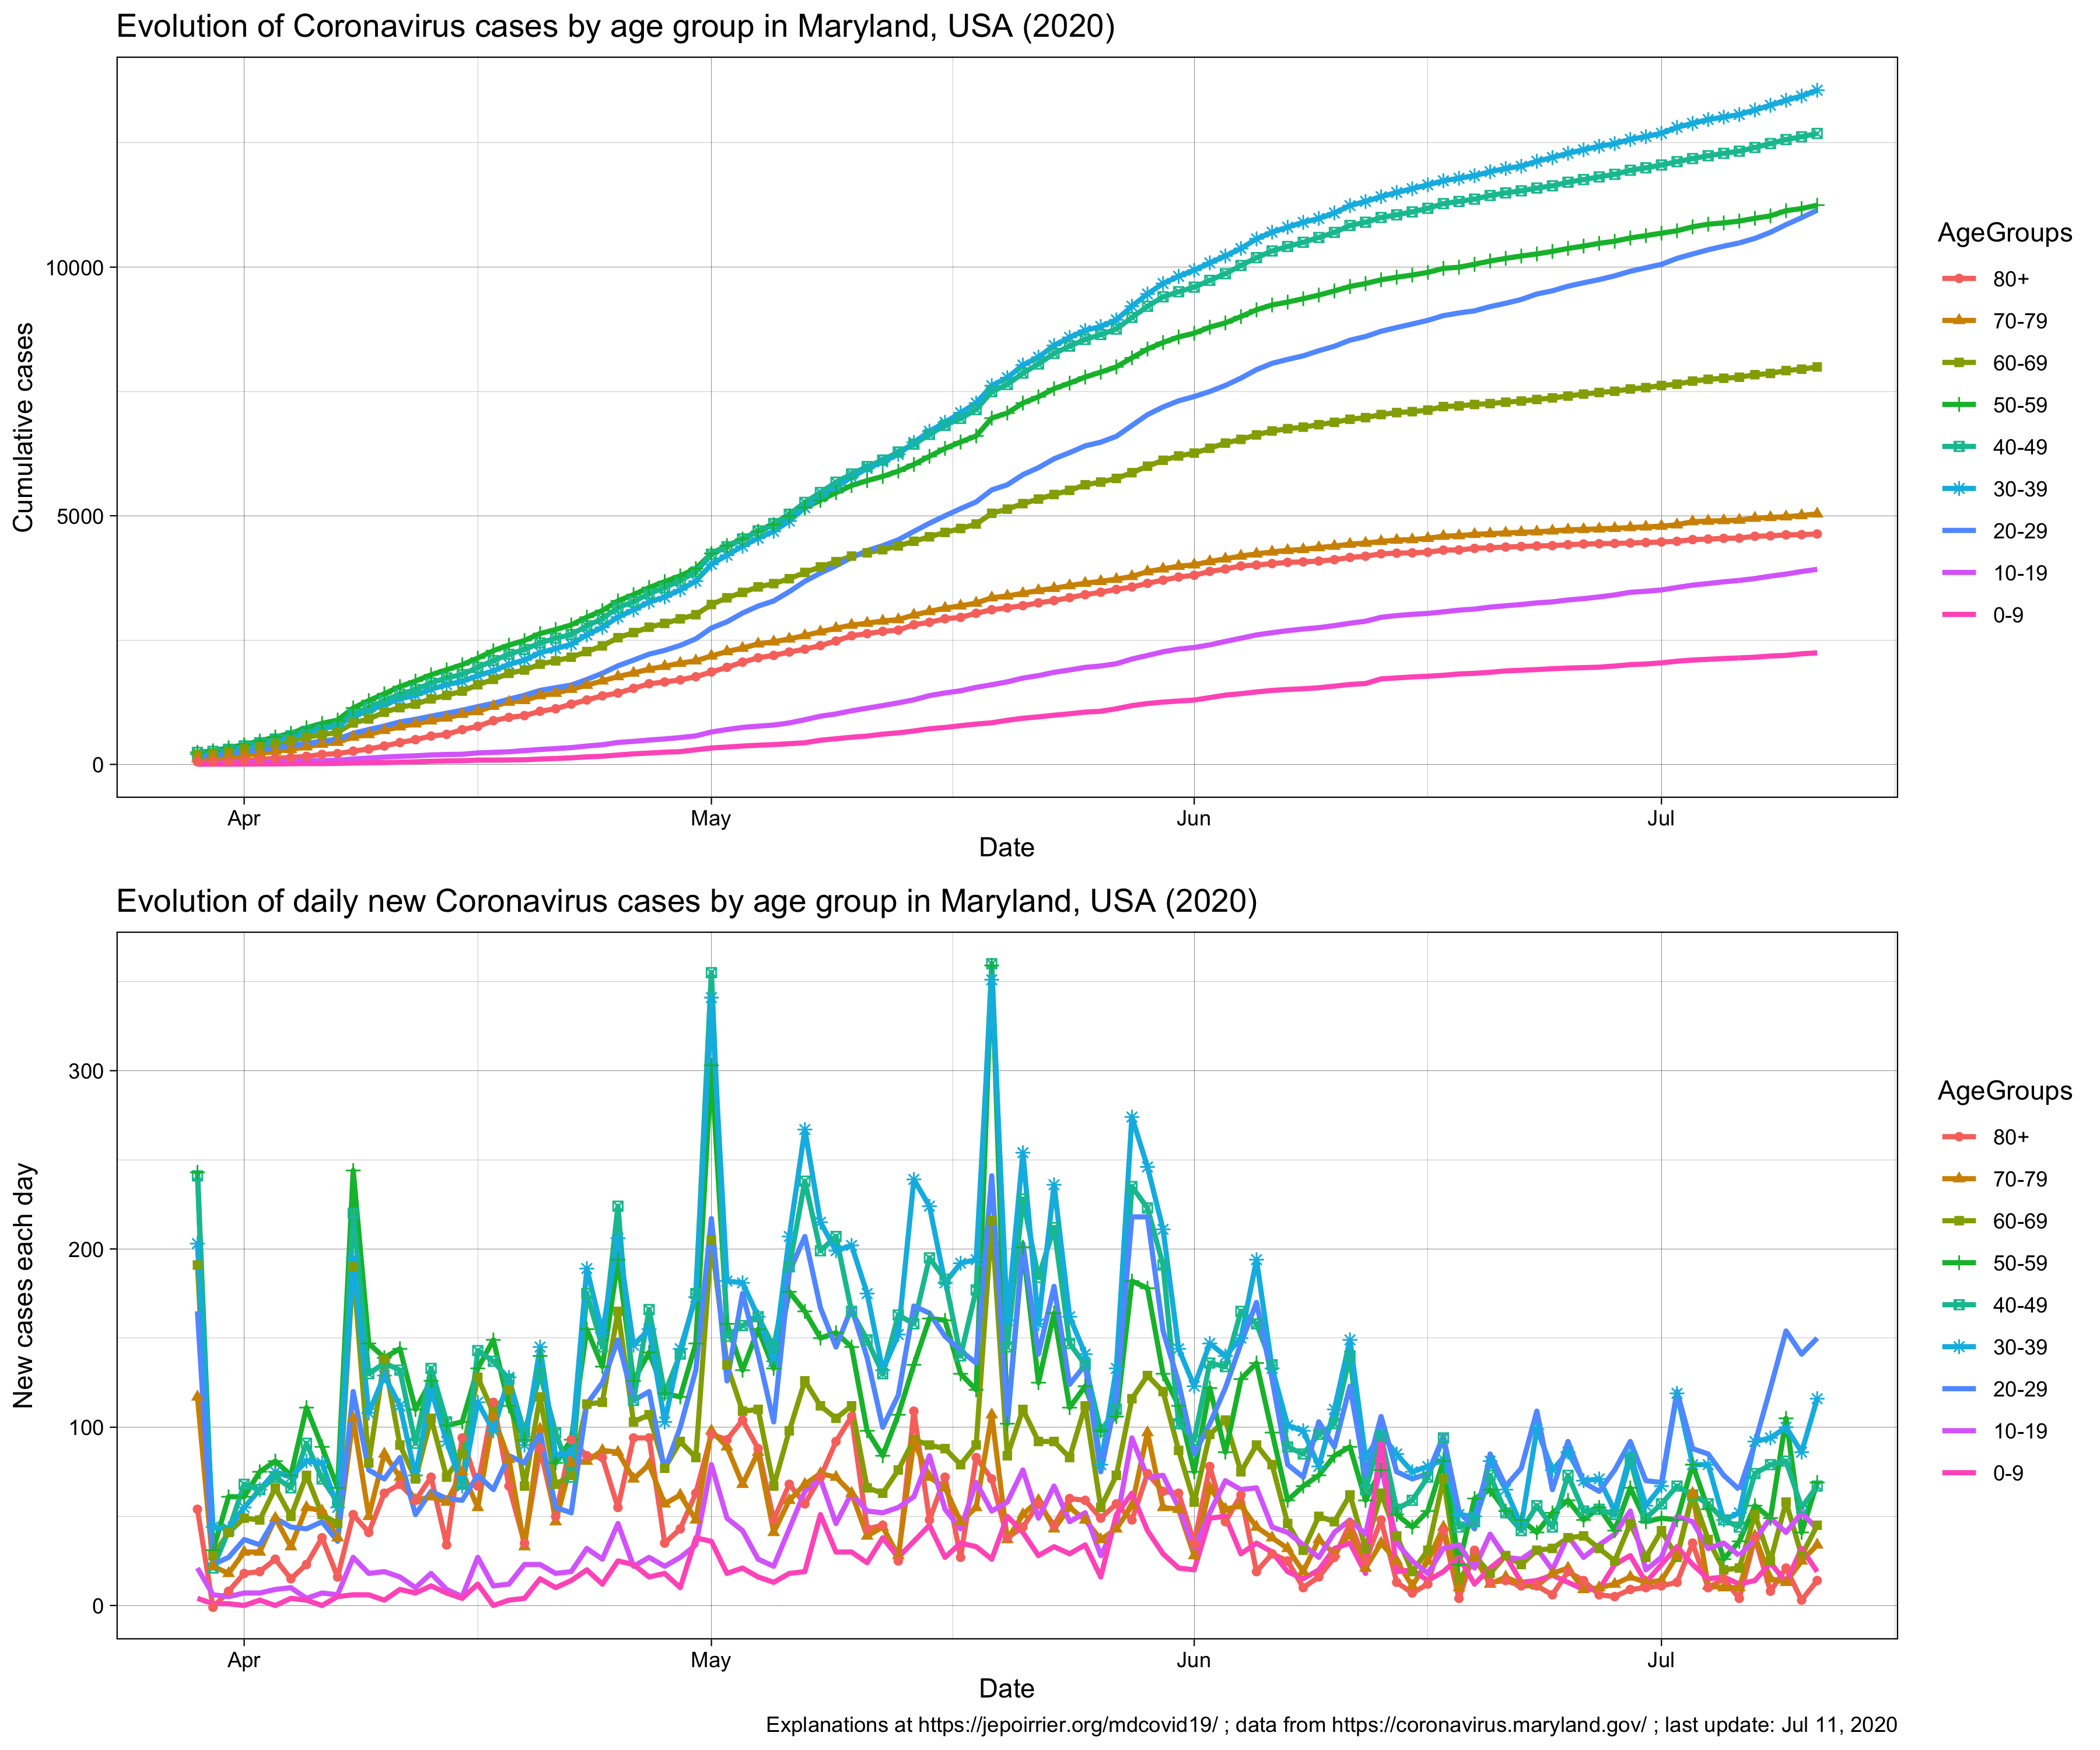 Evolution of Coronavirus cases by age group in Maryland, USA (2020)
Cumulative cases
10000
5000
0
Apr May Jun Jul
Date
AgeGroups
80+
70-79
60-69
50-59
40-49
30-39
20-29
10-19
0-9
Evolution of daily new Coronavirus cases by age group in Maryland, USA (2020)
New cases each day
300
200
100
0
Apr May Jun Jul
Date
AgeGroups
80+
70-79
60-69
50-59
40-49
30-39
20-29
10-19
0-9
Explanations at https://jepoirrier.org/mdcovid19/ ; data from https://coronavirus.maryland.gov/ ; last update: Jul 11, 2020